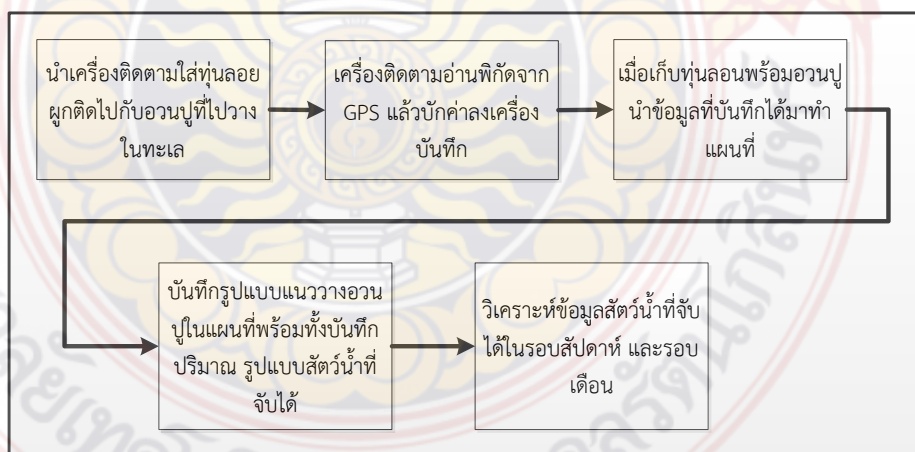 นำเครื่องติดตามใส่ทุ่นลอย
ผูกติดไปกับอวนปูที่ไปวาง
ในทะเล
เครื่องติดตามอ่านพิกัดจาก
GPS แล้วบักค่าลงเครื่อง
บันทึก
เมื่อเก็บทุ่นลอนพร้อมอวนปู
นำข้อมูลที่บันทึกได้มาทำ
แผนที่
บันทึกรูปแบบแนววางอวน
ปูในแผนที่พร้อมทั้งบันทึก
ปริมาณ รูปแบบสัตว์น้ำที่
จับได้
วิเคราะห์ข้อมูลสัตว์น้ำที่จับ
ได้ในรอบสัปดาห์ และรอบ
เดือน